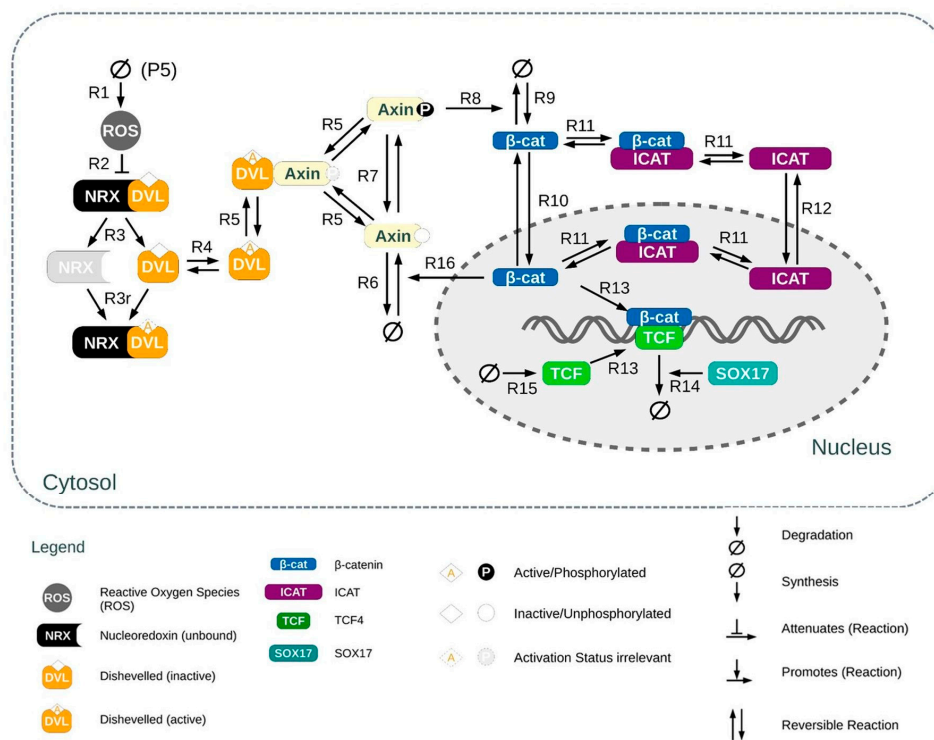 ∅ (P5)
R1
ROS
R2
NRX DVL
R3
NRX DVL
R3r
NRX A DVL
R4
A DVL
R5
A DVL Axin P
R5
R5
Axin P
R7
Axin
R6
∅
R8
∅
R9
β-cat
R11
β-cat
ICAT
R11
ICAT
R10
R12
R16
β-cat
R11
β-cat
ICAT
R11
ICAT
R13
β-cat
TCF
R13
∅
R15
TCF
R14
SOX17
∅
Nucleus
Cytosol
Legend
ROS Reactive Oxygen Species
(ROS)
NRX Nucleoredoxin (unbound)
DVL Dishevelled (inactive)
A DVL Dishevelled (active)
β-cat β-catenin
ICAT ICAT
TCF TCF4
SOX17 SOX17
A P Active/Phosphorylated
Inactive/Unphosphorylated
A P Activation Status irrelevant
∅ Degradation
∅ Synthesis
Attenuates (Reaction)
Promotes (Reaction)
Reversible Reaction